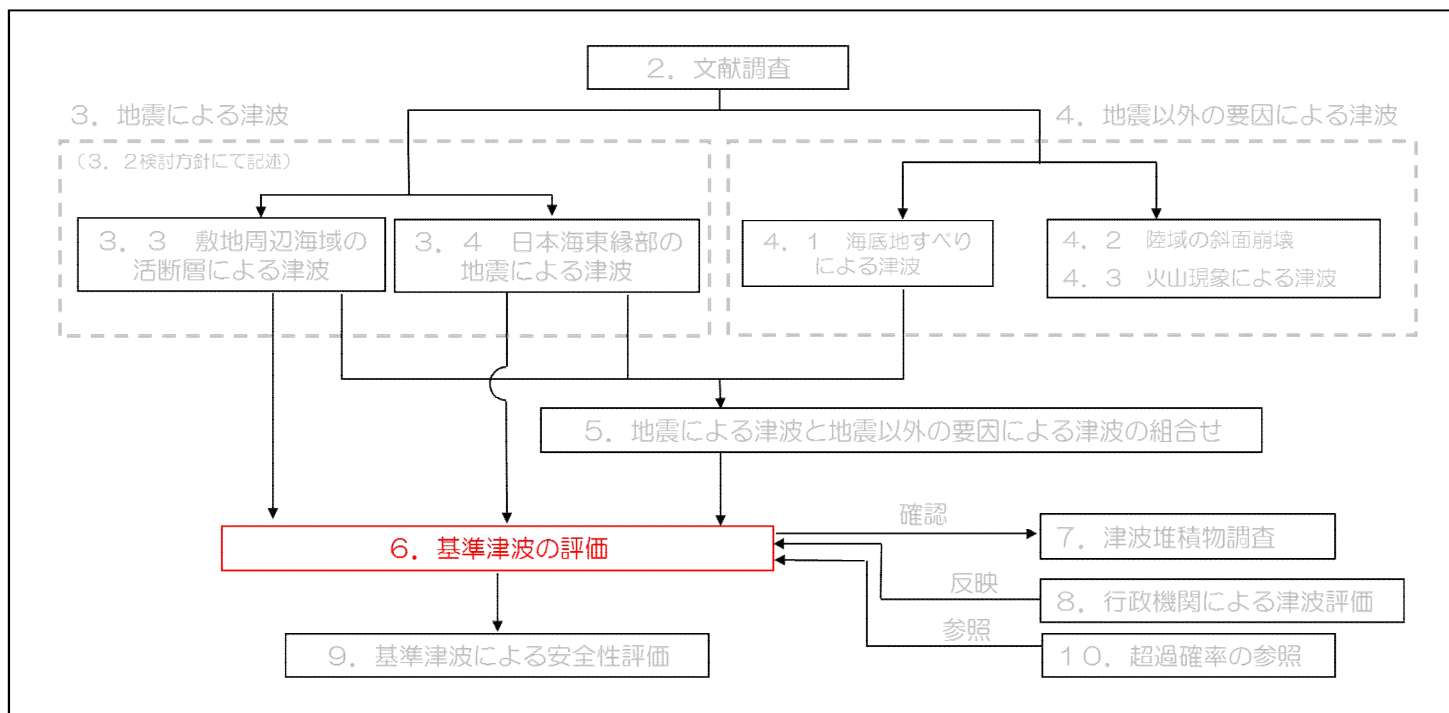 ２．文献調査
３．地震による津波
４．地震以外の要因による津波
（３．２検討方針にて記述）
３．３　敷地周辺海域の
活断層による津波
３．４　日本海東縁部の
地震による津波
４．１　海底地すべり
による津波
４．２　陸域の斜面崩壊
４．３　火山現象による津波
５．地震による津波と地震以外の要因による津波の組合せ
６．基準津波の評価
確認
７．津波堆積物調査
反映
８．行政機関による津波評価
参照
９．基準津波による安全性評価
１０．超過確率の参照